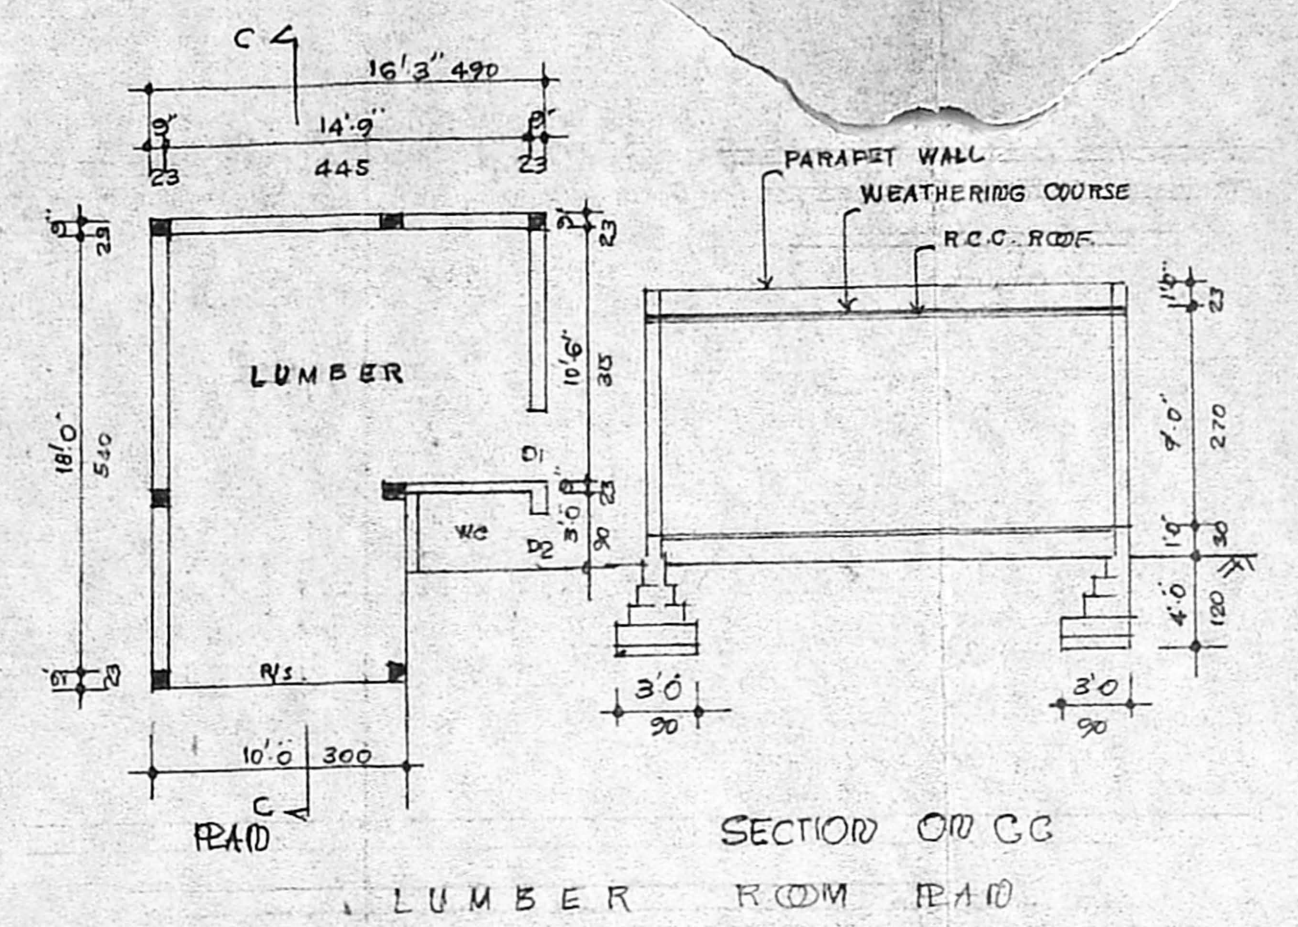 C
16'.3" 490
9" 14'.9" 9"
23 445 23
PARAPET WALL
WEATHERING COURSE
R.C.C. ROOF.
9" 23
9" 23
1'0" 23
LUMBER
10'6" 315
18'.0" 540
9'.0" 270
D1
9" 23
WC
D2
3'.0 90
1'.0" 30
4'.0 120
R/S.
9" 23
3'.0
90
3'.0
90
10'.0 300
C
PLAN
SECTION ON CC
LUMBER ROOM PLAN